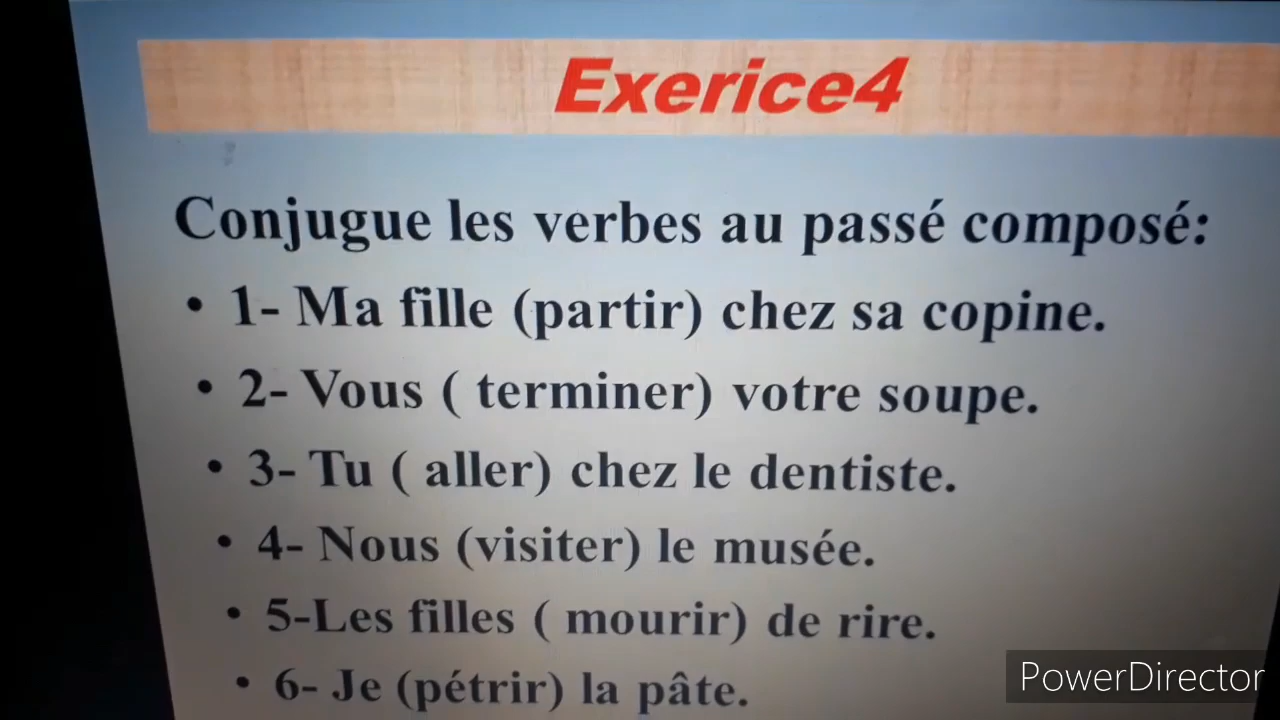 Exerice4
Conjugue les verbes au passé composé:
• 1- Ma fille (partir) chez sa copine.
• 2- Vous ( terminer) votre soupe.
• 3- Tu ( aller) chez le dentiste.
• 4- Nous (visiter) le musée.
• 5-Les filles ( mourir) de rire.
• 6- Je (pétrir) la pâte.
PowerDirector